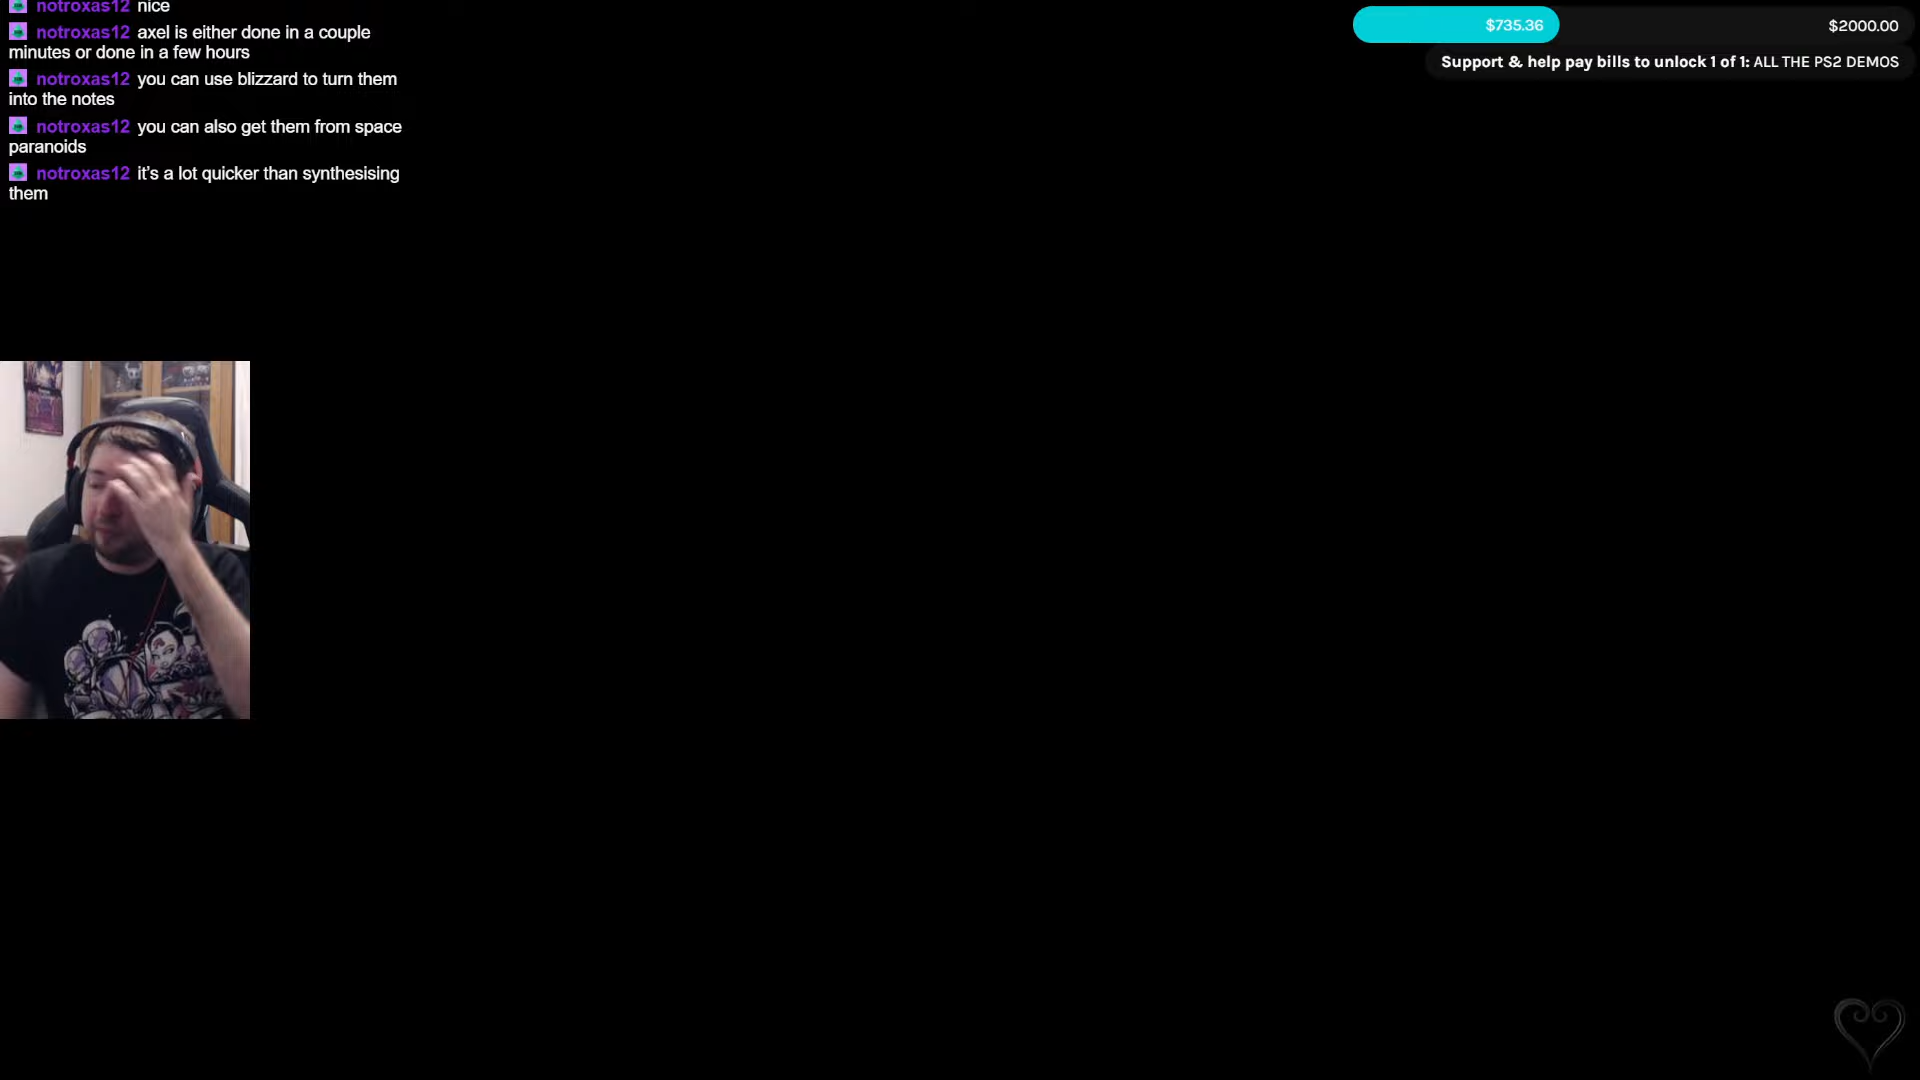 notroxas12 nice
notroxas12 axel is either done in a couple
minutes or done in a few hours
notroxas12 you can use blizzard to turn them
into the notes
notroxas12 you can also get them from space
paranoids
notroxas12 it's a lot quicker than synthesising
them
$735.36 $2000.00
Support & help pay bills to unlock 1 of 1: ALL THE PS2 DEMOS